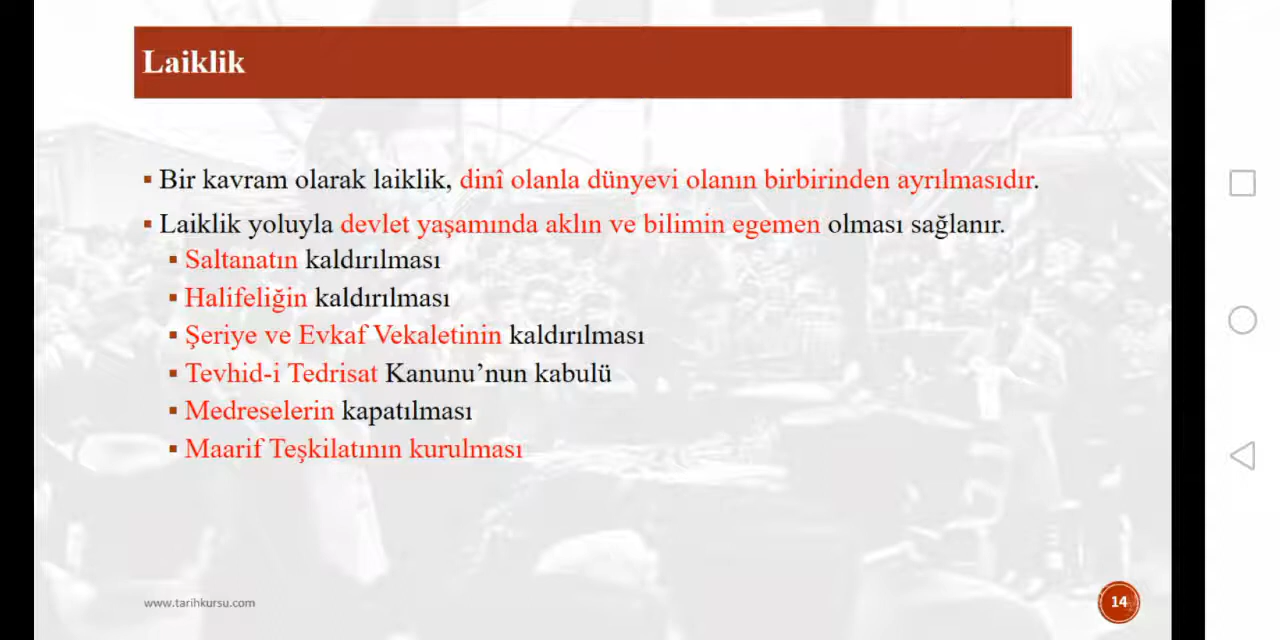 Laiklik
▪ Bir kavram olarak laiklik, dinî olanla dünyevi olanın birbirinden ayrılmasıdır.
▪ Laiklik yoluyla devlet yaşamında aklın ve bilimin egemen olması sağlanır.
▪ Saltanatın kaldırılması
▪ Halifeliğin kaldırılması
▪ Şeriye ve Evkaf Vekaletinin kaldırılması
▪ Tevhid-i Tedrisat Kanunu’nun kabulü
▪ Medreselerin kapatılması
▪ Maarif Teşkilatının kurulması
www.tarihkursu.com
14